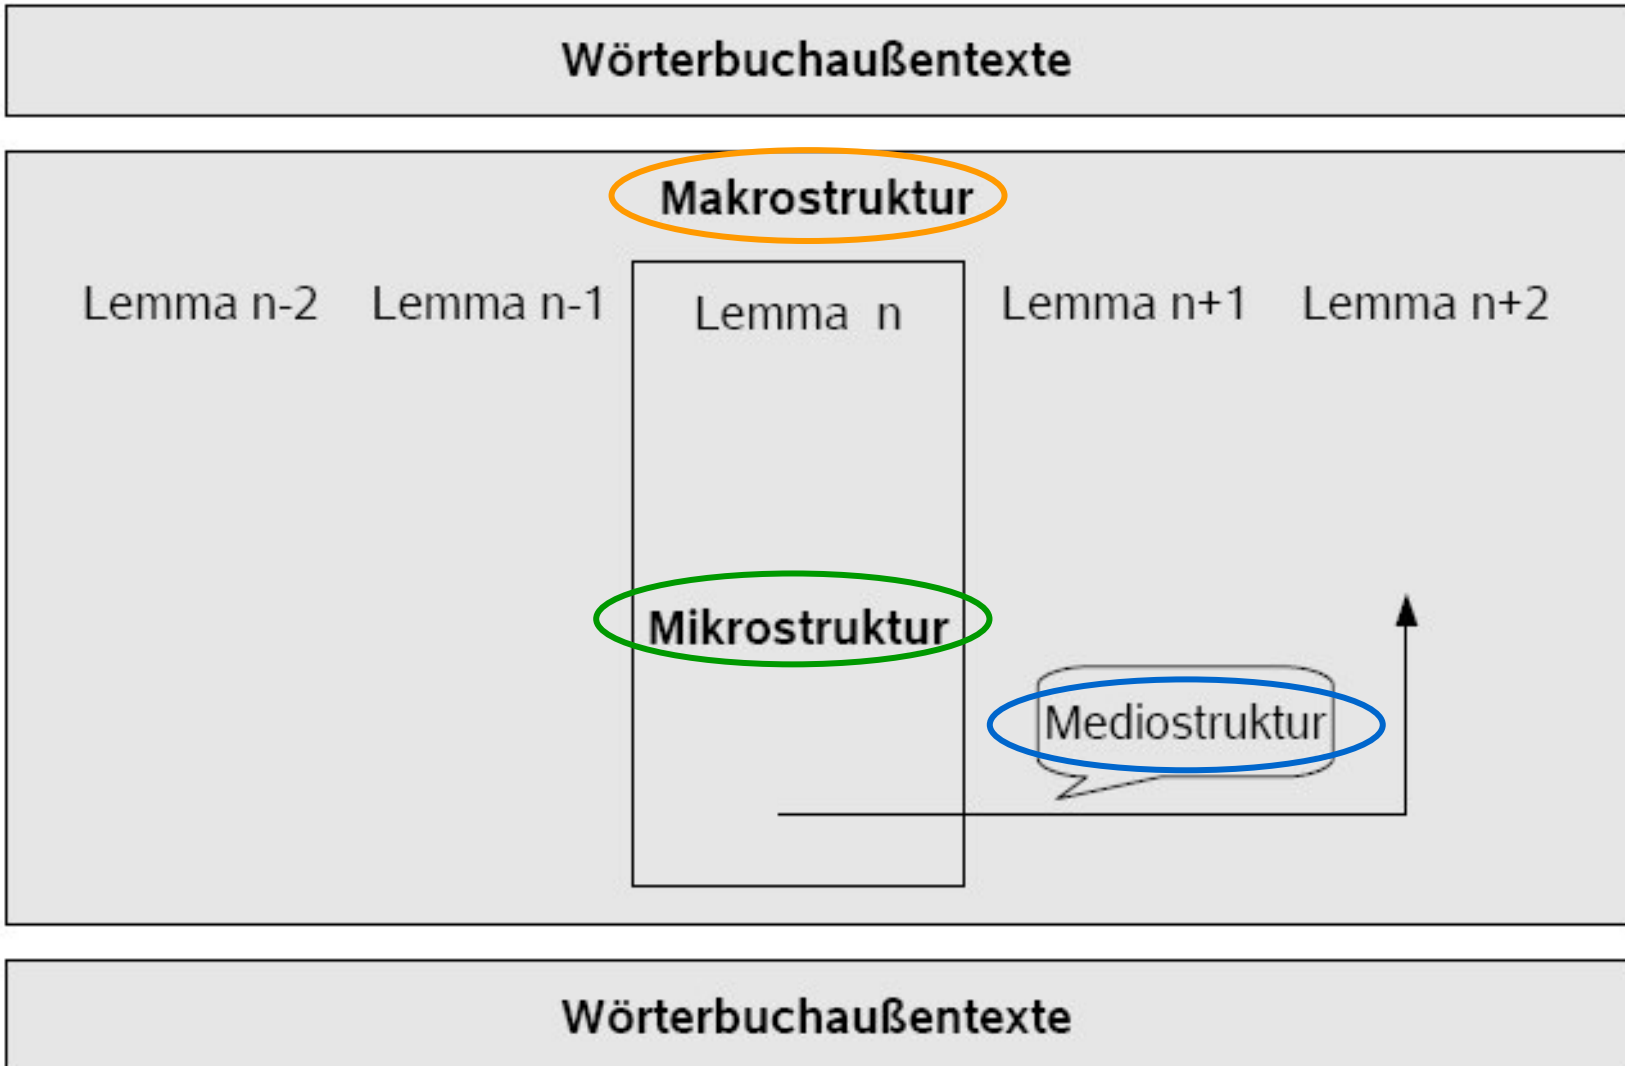 Wörterbuchaußentexte
Makrostruktur
Lemma n-2 Lemma n-1 Lemma n Lemma n+1 Lemma n+2
Mikrostruktur
Mediostruktur
Wörterbuchaußentexte